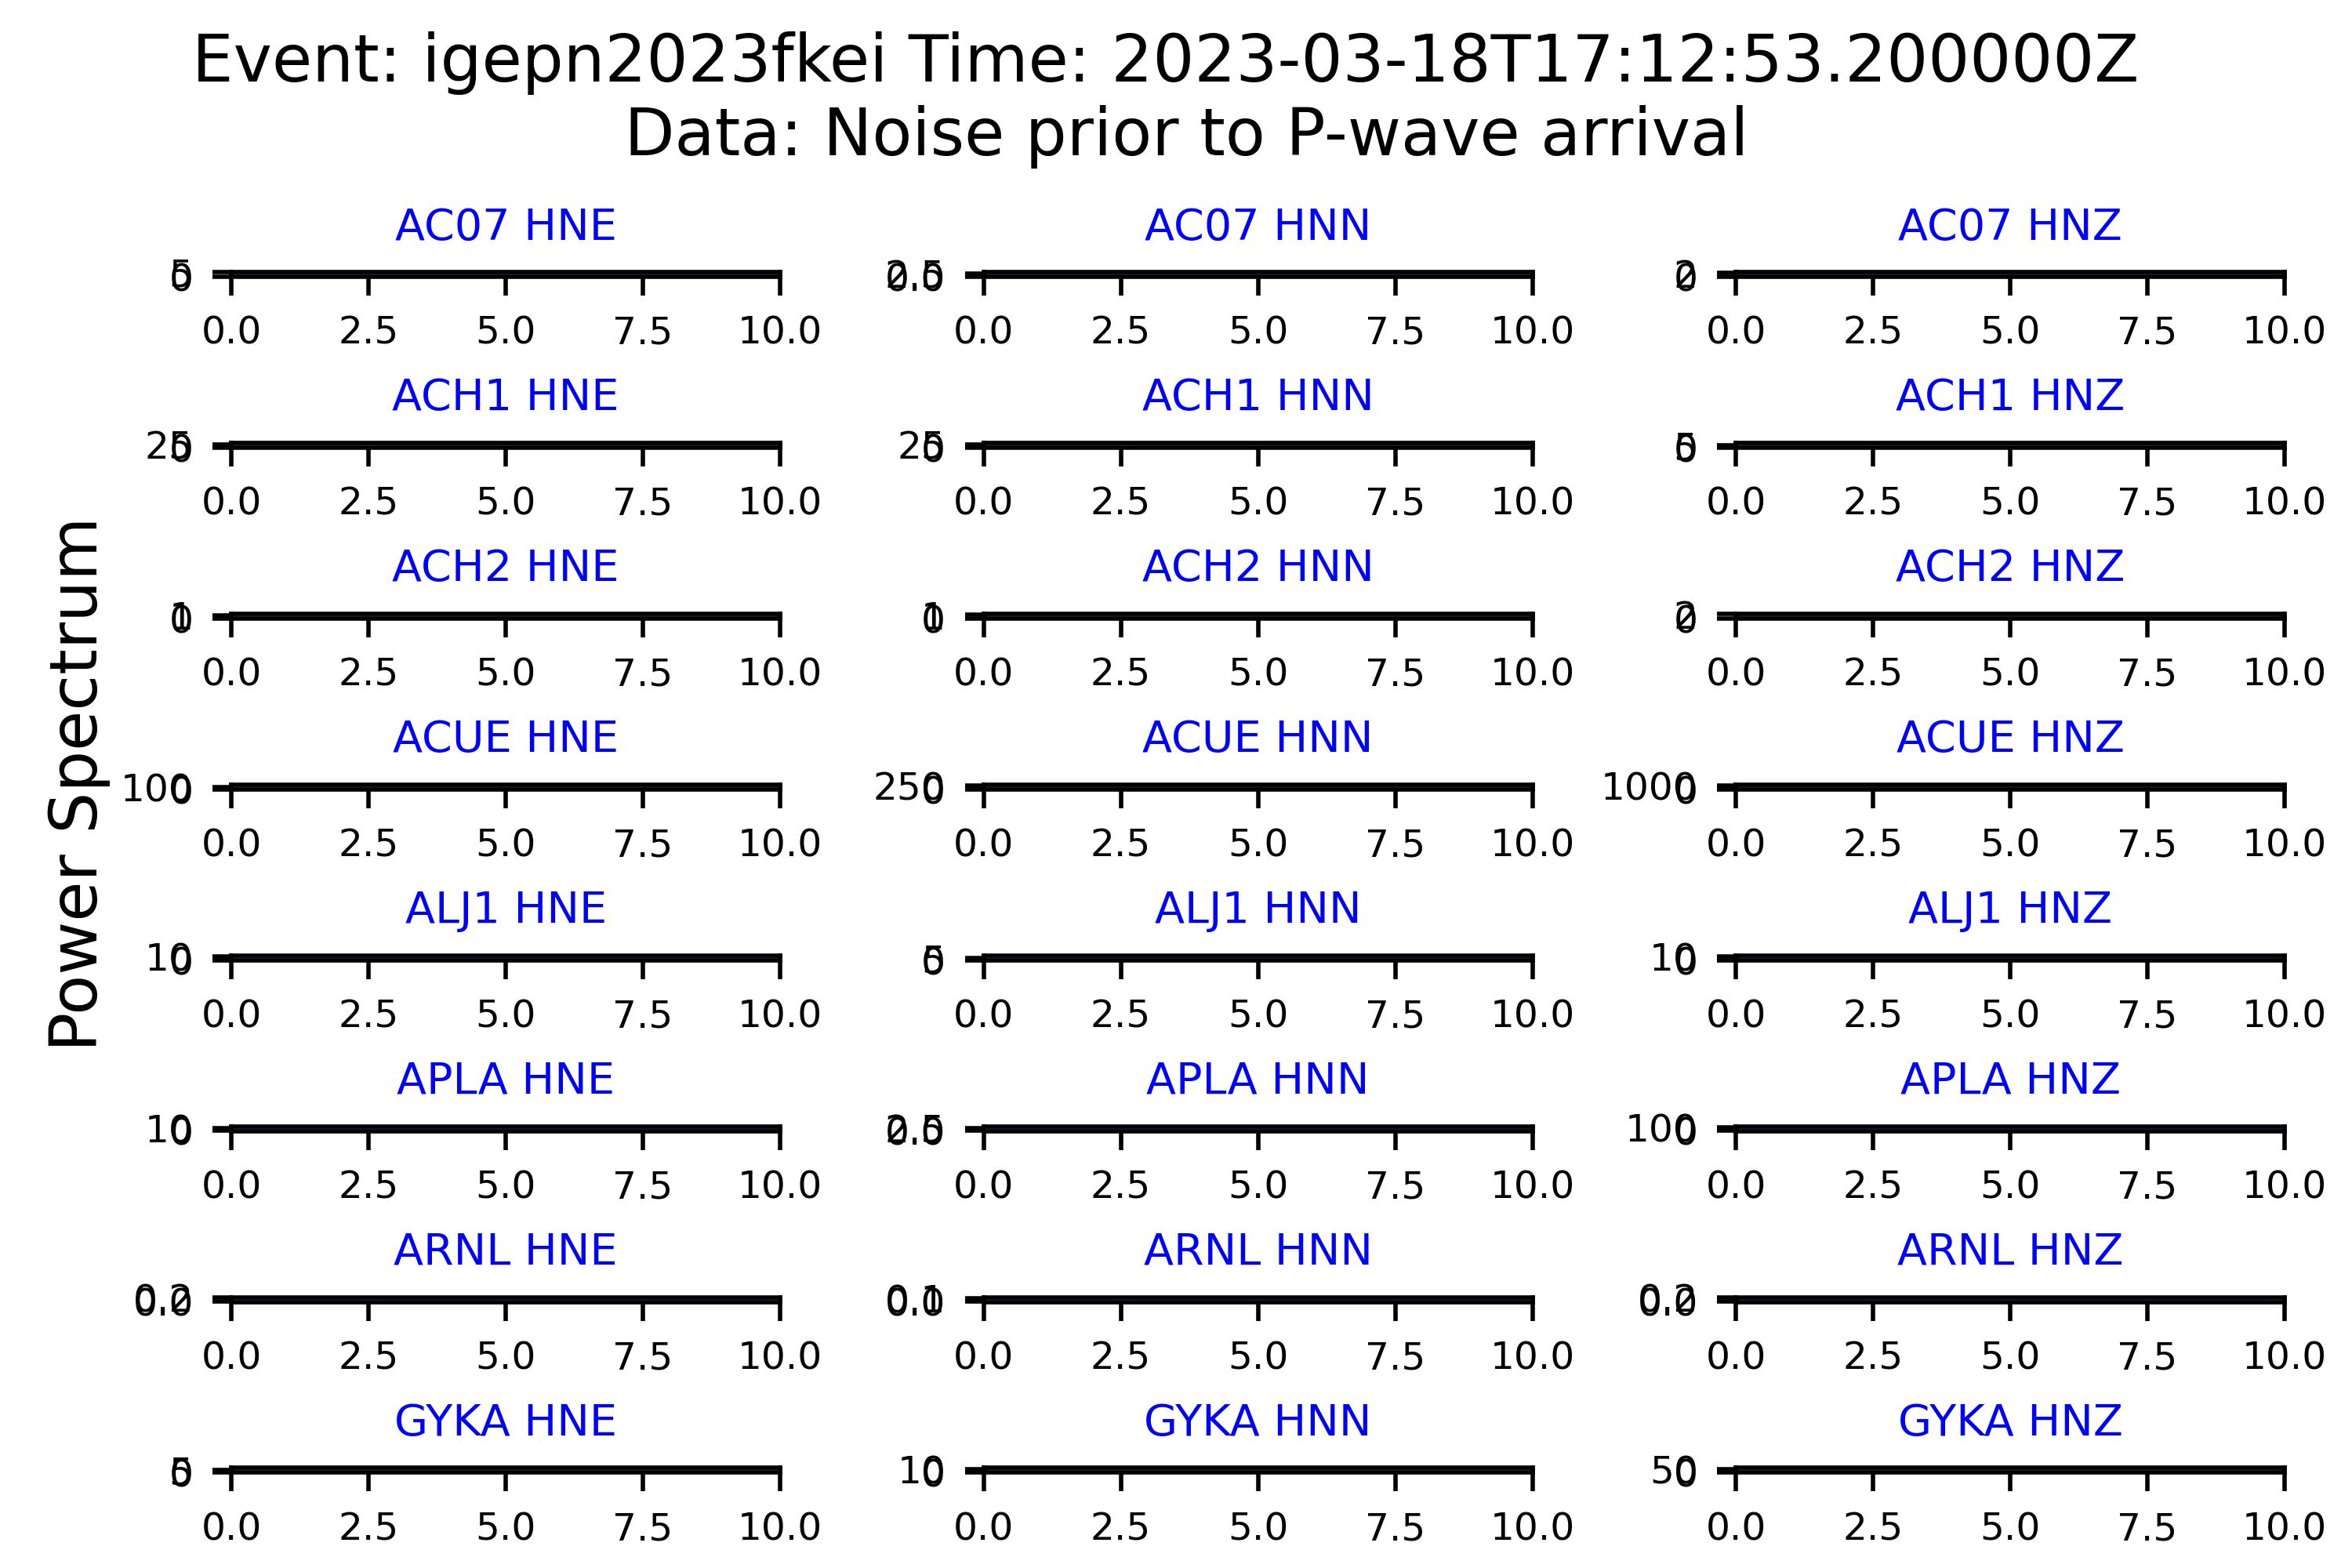 Event: igepn2023fkei Time: 2023-03-18T17:12:53.200000Z
Data: Noise prior to P-wave arrival
Power Spectrum
AC07 HNE AC07 HNN AC07 HNZ
5 0 2.5 0.0 2 0
0.0 2.5 5.0 7.5 10.0 0.0 2.5 5.0 7.5 10.0 0.0 2.5 5.0 7.5 10.0
ACH1 HNE ACH1 HNN ACH1 HNZ
25 0 25 0 5 0
0.0 2.5 5.0 7.5 10.0 0.0 2.5 5.0 7.5 10.0 0.0 2.5 5.0 7.5 10.0
ACH2 HNE ACH2 HNN ACH2 HNZ
1 0 1 0 2 0
0.0 2.5 5.0 7.5 10.0 0.0 2.5 5.0 7.5 10.0 0.0 2.5 5.0 7.5 10.0
ACUE HNE ACUE HNN ACUE HNZ
100 0 250 0 1000 0
0.0 2.5 5.0 7.5 10.0 0.0 2.5 5.0 7.5 10.0 0.0 2.5 5.0 7.5 10.0
ALJ1 HNE ALJ1 HNN ALJ1 HNZ
10 0 5 0 10 0
0.0 2.5 5.0 7.5 10.0 0.0 2.5 5.0 7.5 10.0 0.0 2.5 5.0 7.5 10.0
APLA HNE APLA HNN APLA HNZ
10 0 2.5 0.0 100 0
0.0 2.5 5.0 7.5 10.0 0.0 2.5 5.0 7.5 10.0 0.0 2.5 5.0 7.5 10.0
ARNL HNE ARNL HNN ARNL HNZ
0.2 0.0 0.1 0.0 0.2 0.0
0.0 2.5 5.0 7.5 10.0 0.0 2.5 5.0 7.5 10.0 0.0 2.5 5.0 7.5 10.0
GYKA HNE GYKA HNN GYKA HNZ
5 0 10 0 50 0
0.0 2.5 5.0 7.5 10.0 0.0 2.5 5.0 7.5 10.0 0.0 2.5 5.0 7.5 10.0